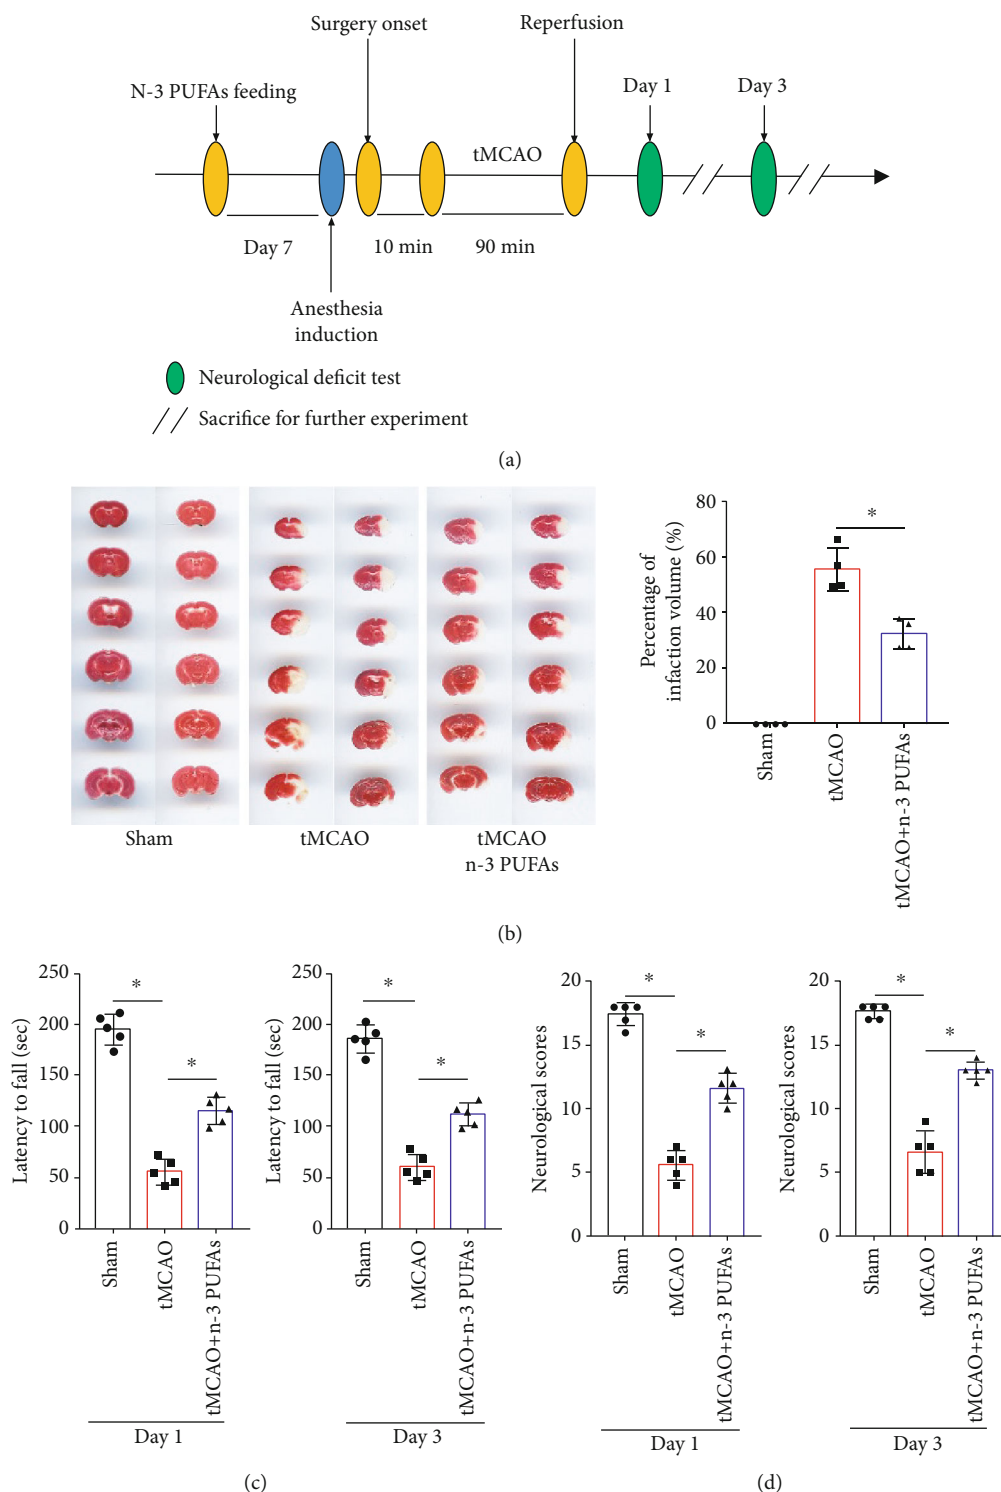 Surgery onset
Reperfusion
N-3 PUFAs feeding
Day 1
Day 3
tMCAO
Day 7
10 min
90 min
Anesthesia
induction
Neurological deficit test
Sacrifice for further experiment
(a)
Sham
tMCAO
tMCAO
n-3 PUFAs
Percentage of
infaction volume (%)
80
60
40
20
0
*
Sham
tMCAO
tMCAO+n-3 PUFAs
(b)
Latency to fall (sec)
250
200
150
100
50
0
*
*
Sham
tMCAO
tMCAO+n-3 PUFAs
Day 1
Latency to fall (sec)
250
200
150
100
50
0
*
*
Sham
tMCAO
tMCAO+n-3 PUFAs
Day 3
(c)
Neurological scores
20
15
10
5
0
*
*
Sham
tMCAO
tMCAO+n-3 PUFAs
Day 1
Neurological scores
20
15
10
5
0
*
*
Sham
tMCAO
tMCAO+n-3 PUFAs
Day 3
(d)